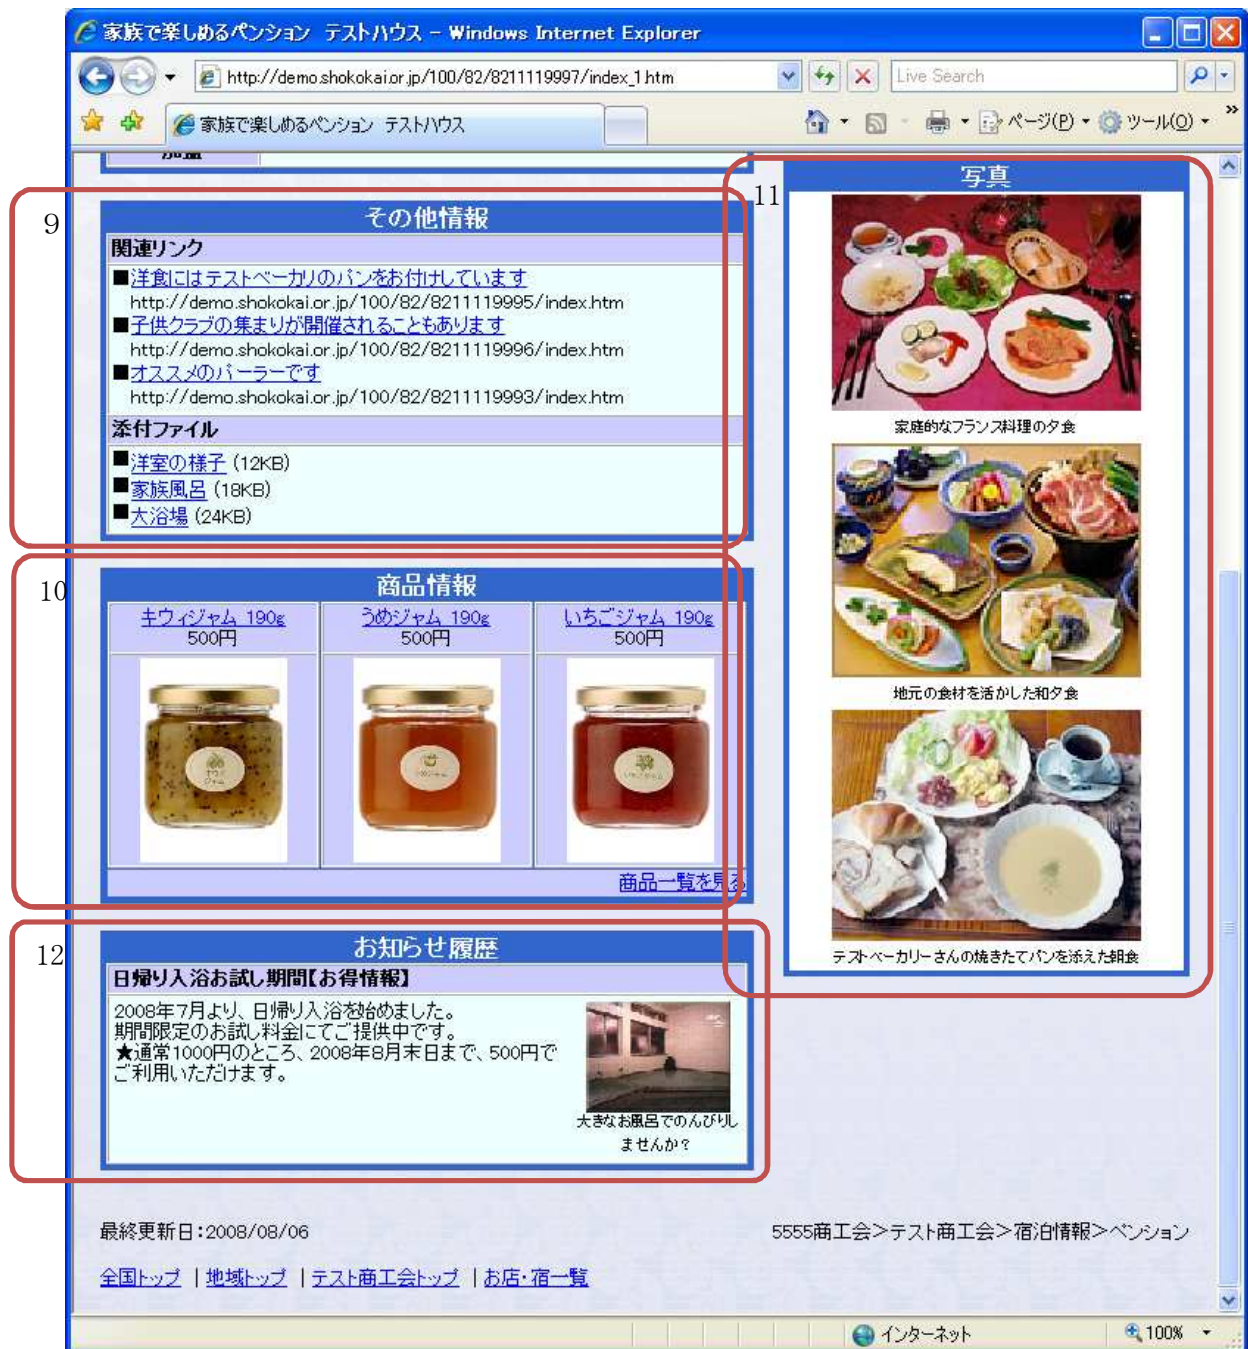 家族で楽しめるペンション テストハウス - Windows Internet Explorer
http://demo.shokokai.or.jp/100/82/8211119997/index_1.htm
Live Search
家族で楽しめるペンション テストハウス
ページ(P)
ツール(O)
»
加盟
9
その他情報
関連リンク
■洋食にはテストベーカリのパンをお付けしています
http://demo.shokokai.or.jp/100/82/8211119995/index.htm
■子供クラブの集まりが開催されることもあります
http://demo.shokokai.or.jp/100/82/8211119996/index.htm
■オススメのパーラーです
http://demo.shokokai.or.jp/100/82/8211119993/index.htm
添付ファイル
■洋室の様子 (12KB)
■家族風呂 (18KB)
■大浴場 (24KB)
10
商品情報
キウィジャム 190g
500円
うめジャム 190g
500円
いちごジャム 190g
500円
商品一覧を見る
11
写真
家庭的なフランス料理の夕食
地元の食材を活かした和夕食
テストベーカリーさんの焼きたてパンを添えた朝食
12
お知らせ履歴
日帰り入浴お試し期間【お得情報】
2008年7月より、日帰り入浴を始めました。
期間限定のお試し料金にてご提供中です。
★通常1000円のところ、2008年8月末日まで、500円で
ご利用いただけます。
大きなお風呂でのんびりし
ませんか?
最終更新日:2008/08/06
5555商工会>テスト商工会>宿泊情報>ペンション
全国トップ | 地域トップ | テスト商工会トップ | お店・宿一覧
インターネット
100%